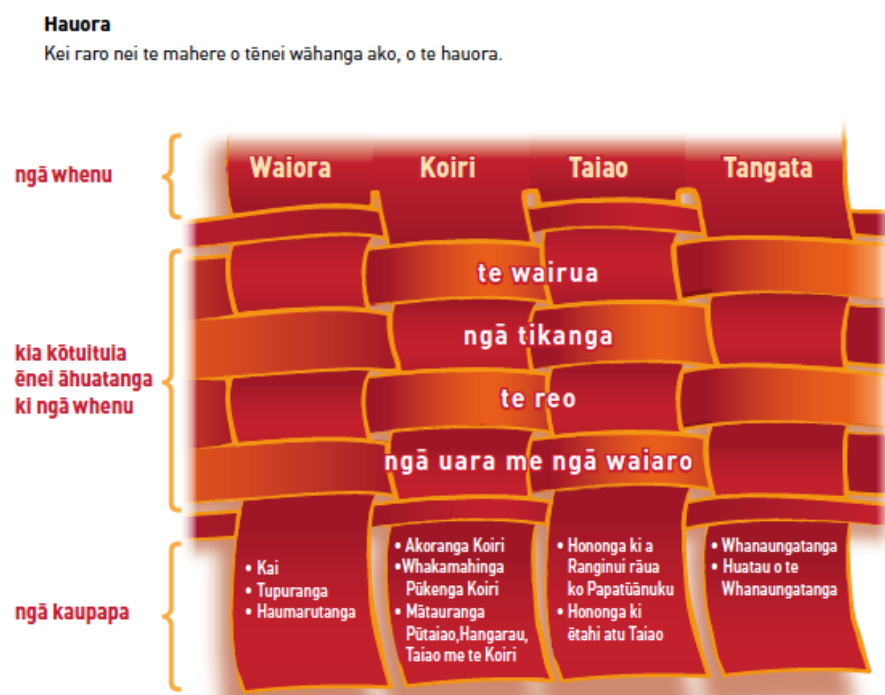 Hauora
Kei raro nei te mahere o tēnei wāhanga ako, o te hauora.
ngā whenu
Waiora
Koiri
Taiao
Tangata
kia kōtuituia
ēnei āhuatanga
ki ngā whenu
te wairua
ngā tikanga
te reo
ngā uara me ngā waiaro
ngā kaupapa
• Kai
• Tupuranga
• Haumarutanga
• Akoranga Koiri
•Whakamahinga
Pūkenga Koiri
• Mātauranga
Pūtaiao,Hangarau,
Taiao me te Koiri
• Hononga ki a
Ranginui rāua
ko Papatūānuku
• Hononga ki
ētahi atu Taiao
• Whanaungatanga
• Huatau o te
Whanaungatanga